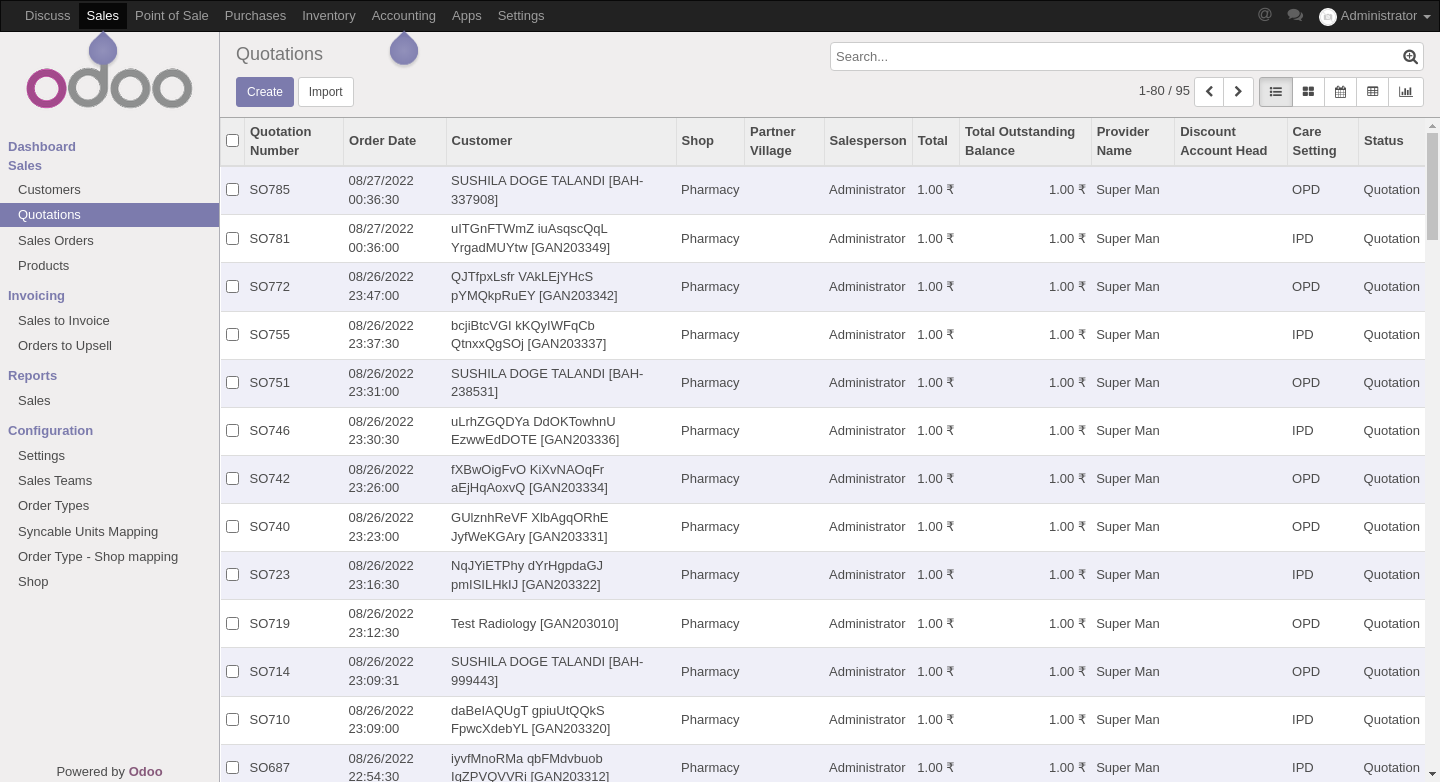 Discuss Sales Point of Sale Purchases Inventory Accounting Apps Settings @ Administrator
odoo
Dashboard
Sales
Customers
Quotations
Sales Orders
Products
Invoicing
Sales to Invoice
Orders to Upsell
Reports
Sales
Configuration
Settings
Sales Teams
Order Types
Syncable Units Mapping
Order Type - Shop mapping
Shop
Powered by Odoo
Quotations
Search...
Create Import
1-80 / 95
Quotation Number Order Date Customer Shop Partner Village Salesperson Total Total Outstanding Balance Provider Name Discount Account Head Care Setting Status
SO785 08/27/2022 00:36:30 SUSHILA DOGE TALANDI [BAH-337908] Pharmacy Administrator 1.00 ₹ 1.00 ₹ Super Man OPD Quotation
SO781 08/27/2022 00:36:00 uITGnFTWmZ iuAsqscQqL YrgadMUYtw [GAN203349] Pharmacy Administrator 1.00 ₹ 1.00 ₹ Super Man IPD Quotation
SO772 08/26/2022 23:47:00 QJTfpxLsfr VAkLEjYHcS pYMQkpRuEY [GAN203342] Pharmacy Administrator 1.00 ₹ 1.00 ₹ Super Man OPD Quotation
SO755 08/26/2022 23:37:30 bcjiBtcVGI kKQyIWFqCb QtnxxQgSOj [GAN203337] Pharmacy Administrator 1.00 ₹ 1.00 ₹ Super Man IPD Quotation
SO751 08/26/2022 23:31:00 SUSHILA DOGE TALANDI [BAH-238531] Pharmacy Administrator 1.00 ₹ 1.00 ₹ Super Man OPD Quotation
SO746 08/26/2022 23:30:30 uLrhZGQDYa DdOKTowhnU EzwwEdDOTE [GAN203336] Pharmacy Administrator 1.00 ₹ 1.00 ₹ Super Man IPD Quotation
SO742 08/26/2022 23:26:00 fXBwOigFvO KiXvNAOqFr aEjHqAoxvQ [GAN203334] Pharmacy Administrator 1.00 ₹ 1.00 ₹ Super Man OPD Quotation
SO740 08/26/2022 23:23:00 GUlznhReVF XlbAgqORhE JyfWeKGAry [GAN203331] Pharmacy Administrator 1.00 ₹ 1.00 ₹ Super Man OPD Quotation
SO723 08/26/2022 23:16:30 NqJYiETPhy dYrHgpdaGJ pmISILHkIJ [GAN203322] Pharmacy Administrator 1.00 ₹ 1.00 ₹ Super Man IPD Quotation
SO719 08/26/2022 23:12:30 Test Radiology [GAN203010] Pharmacy Administrator 1.00 ₹ 1.00 ₹ Super Man OPD Quotation
SO714 08/26/2022 23:09:31 SUSHILA DOGE TALANDI [BAH-999443] Pharmacy Administrator 1.00 ₹ 1.00 ₹ Super Man OPD Quotation
SO710 08/26/2022 23:09:00 daBeIAQUgT gpiuUtQQkS FpwcXdebYL [GAN203320] Pharmacy Administrator 1.00 ₹ 1.00 ₹ Super Man IPD Quotation
SO687 08/26/2022 22:54:30 iyvfMnoRMa qbFMdvbuob IqZPVQVVRi [GAN203312] Pharmacy Administrator 1.00 ₹ 1.00 ₹ Super Man IPD Quotation